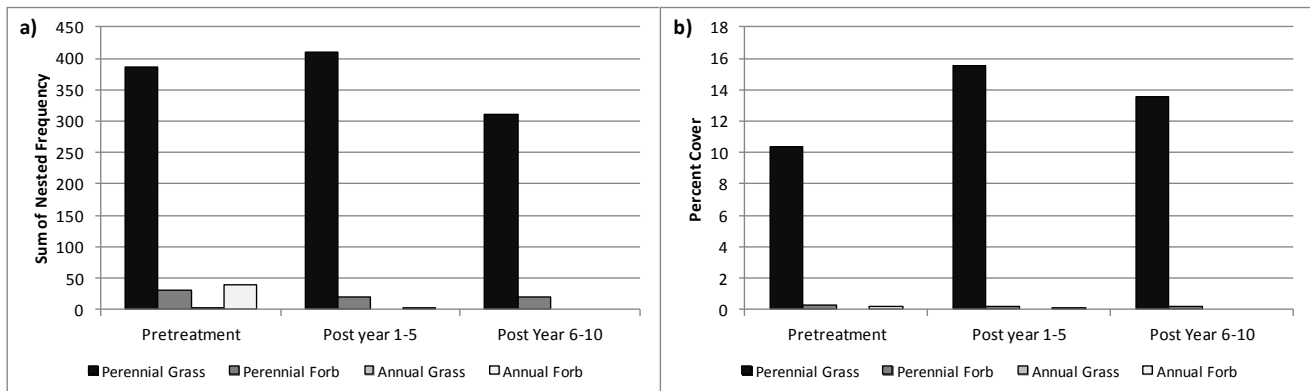 a)
Sum of Nested Frequency
450
400
350
300
250
200
150
100
50
0
Pretreatment Post year 1-5 Post Year 6-10
Perennial Grass Perennial Forb Annual Grass Annual Forb
b)
Percent Cover
18
16
14
12
10
8
6
4
2
0
Pretreatment Post year 1-5 Post Year 6-10
Perennial Grass Perennial Forb Annual Grass Annual Forb